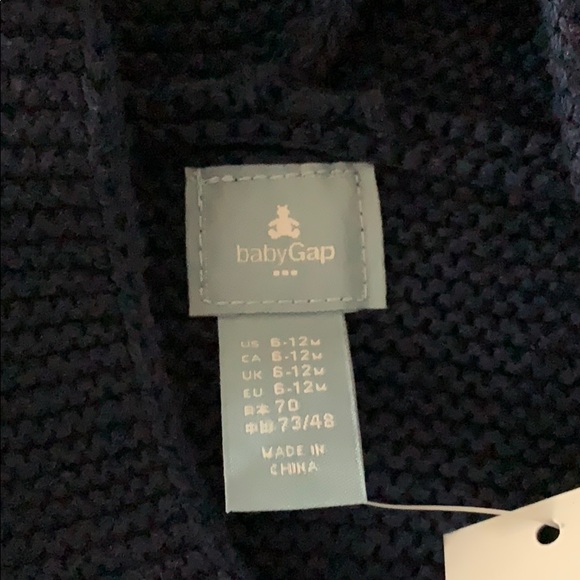 babyGap
US 6-12M
CA 6-12M
UK 6-12M
EU 6-12M
日本 70
中国 73/48
MADE IN
CHINA